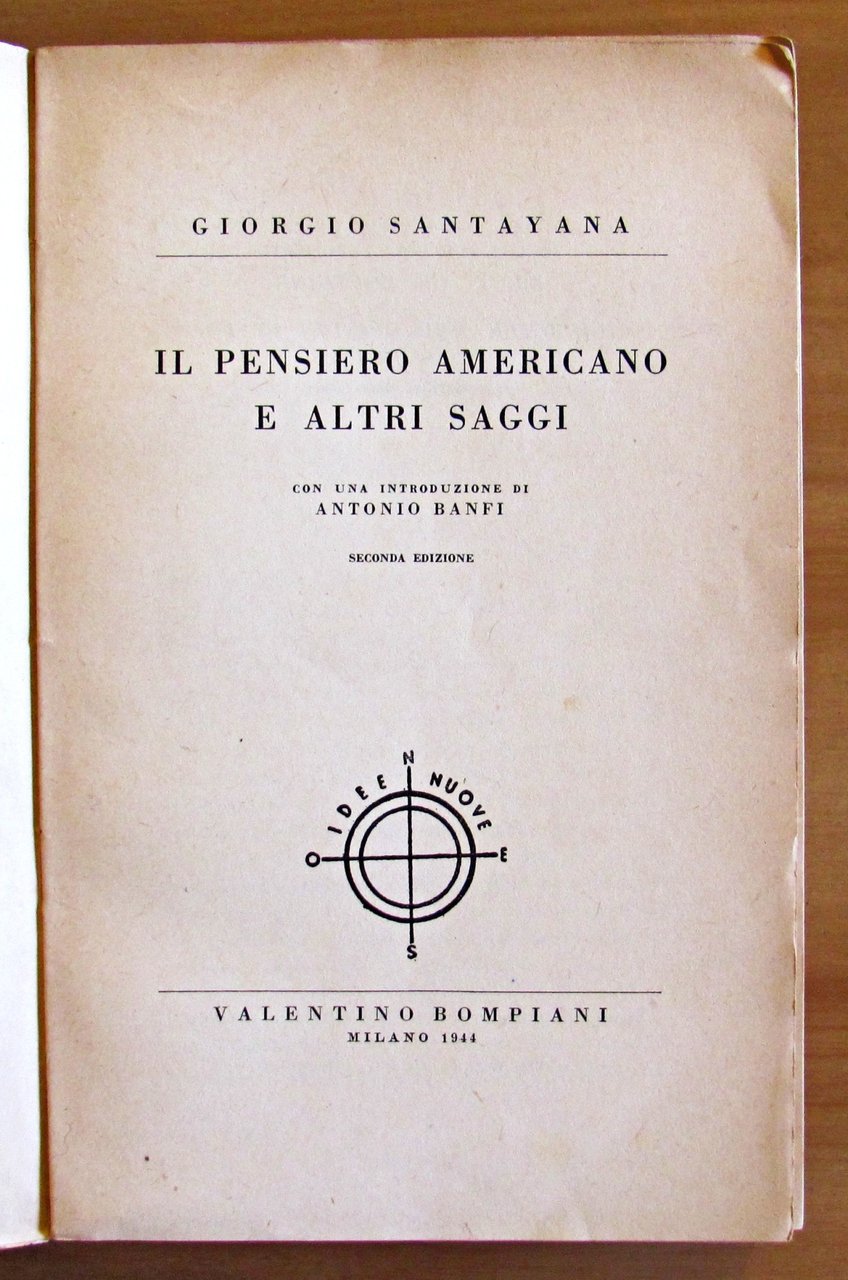 GIORGIO SANTAYANA
IL PENSIERO AMERICANO
E ALTRI SAGGI
CON UNA INTRODUZIONE DI
ANTONIO BANFI
SECONDA EDIZIONE
N
IDEE NUOVE
O E
S
VALENTINO BOMPIANI
MILANO 1944